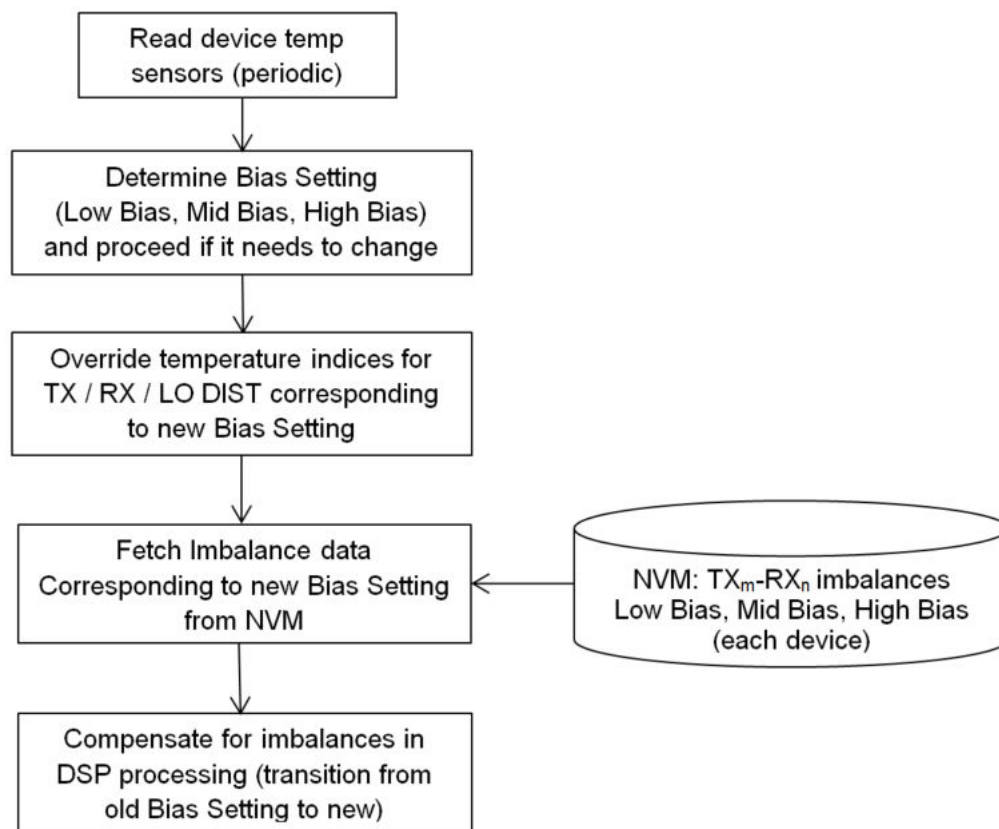 Read device temp
sensors (periodic)
Determine Bias Setting
(Low Bias, Mid Bias, High Bias)
and proceed if it needs to change
Override temperature indices for
TX / RX / LO DIST corresponding
to new Bias Setting
Fetch Imbalance data
Corresponding to new Bias Setting
from NVM
NVM: TXₘ-RXₙ imbalances
Low Bias, Mid Bias, High Bias
(each device)
Compensate for imbalances in
DSP processing (transition from
old Bias Setting to new)